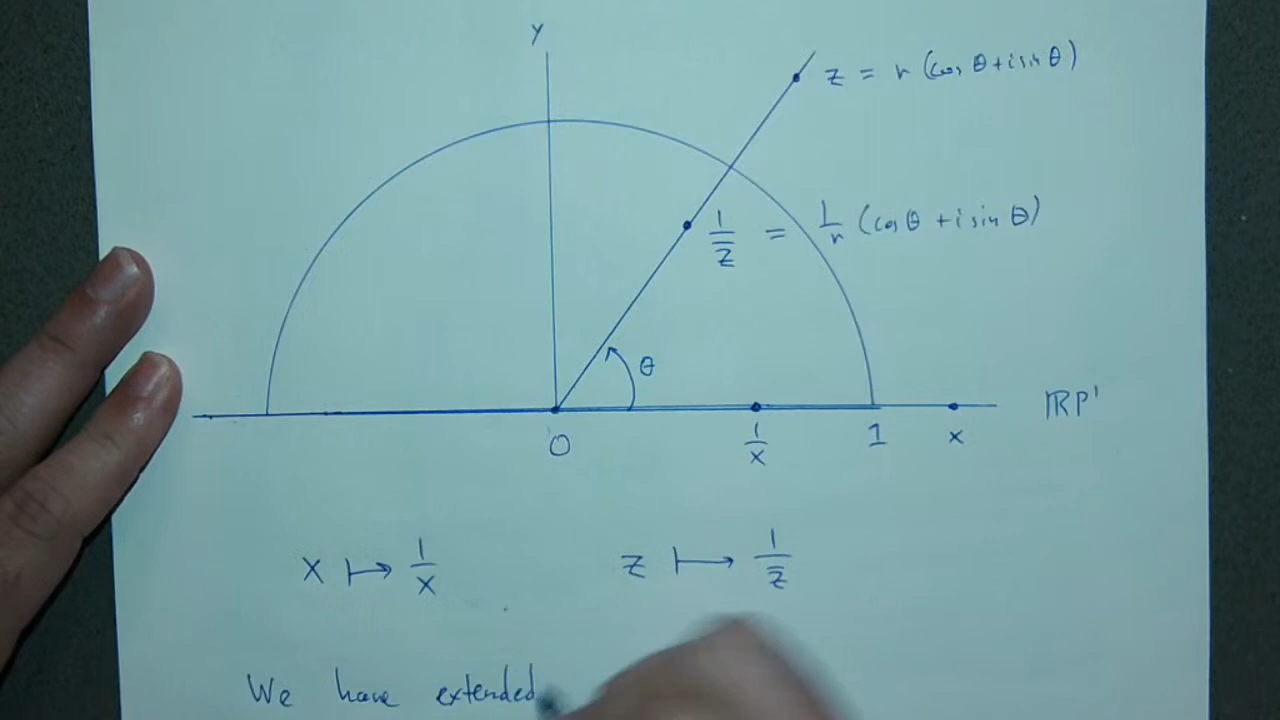 Y
z = r (cos θ + i sin θ)
1/z̅ = 1/r (cos θ + i sin θ)
θ
ℝP¹
0 1/x 1 x
x ↦ 1/x z ↦ 1/z̅
We have extended